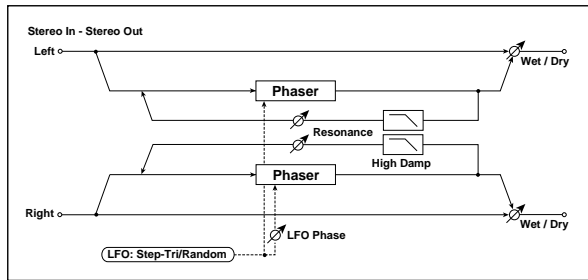 Stereo In - Stereo Out
Left
Wet / Dry
Phaser
Resonance
High Damp
Phaser
Right
LFO Phase
Wet / Dry
LFO: Step-Tri/Random